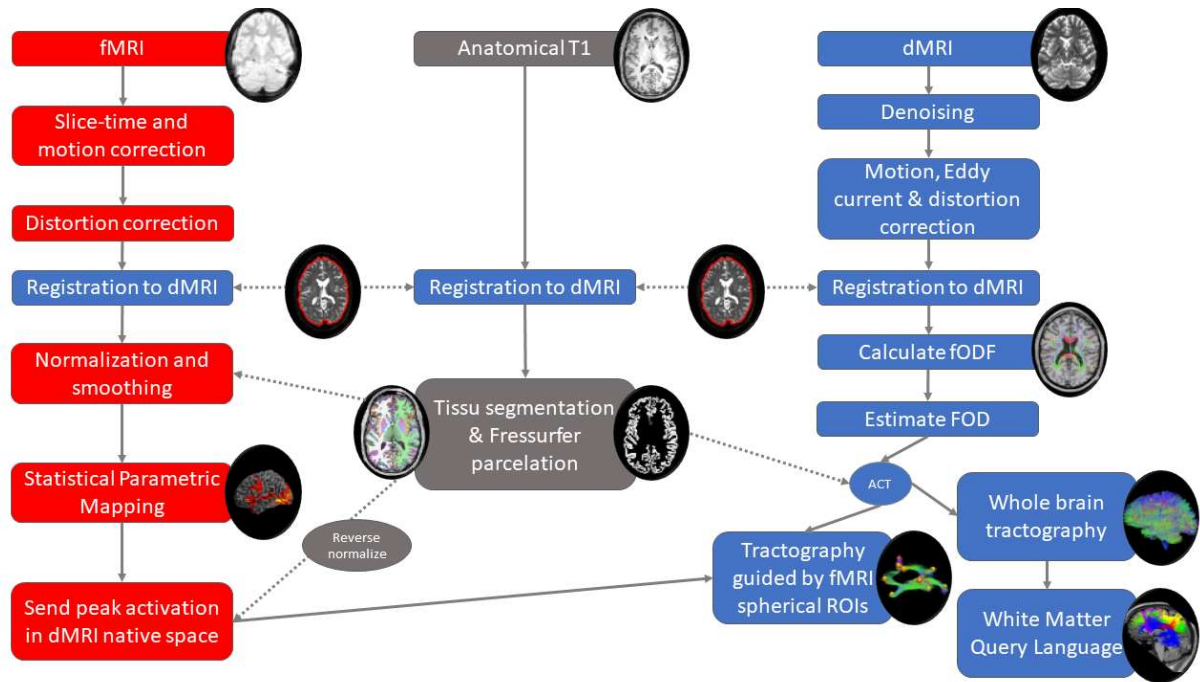 fMRI
Anatomical T1
dMRI
Slice-time and
motion correction
Denoising
Motion, Eddy
current & distortion
correction
Distortion correction
Registration to dMRI
Registration to dMRI
Registration to dMRI
Normalization and
smoothing
Tissu segmentation
& Fressurfer
parcelation
Calculate fODF
Estimate FOD
Statistical Parametric
Mapping
ACT
Whole brain
tractography
Reverse
normalize
Tractography
guided by fMRI
spherical ROIs
Send peak activation
in dMRI native space
White Matter
Query Language